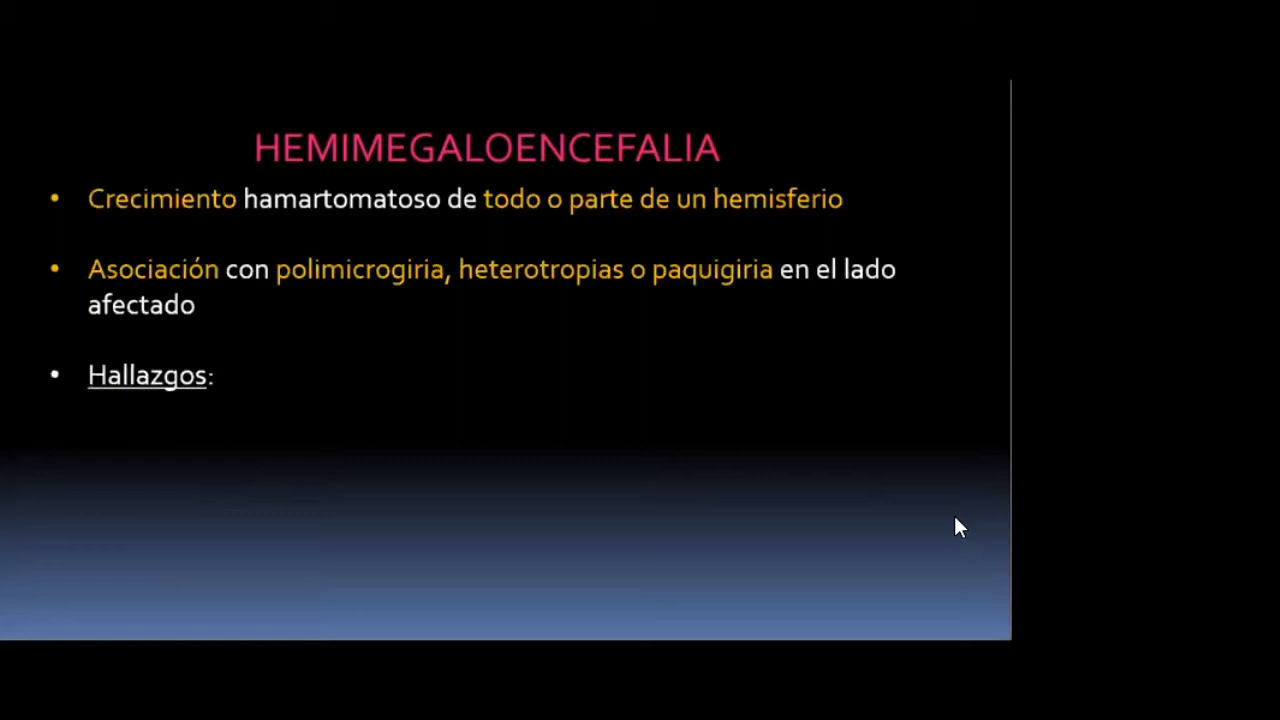 HEMIMEGALOENCEFALIA
• Crecimiento hamartomatoso de todo o parte de un hemisferio
• Asociación con polimicrogiria, heterotropias o paquigiria en el lado
afectado
• Hallazgos: